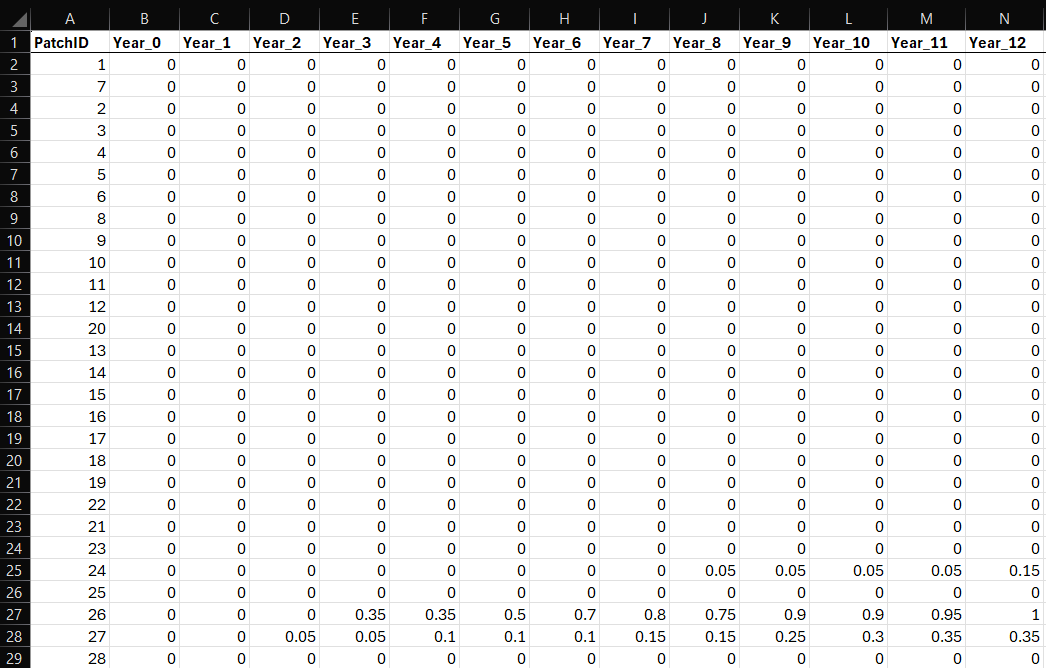 A B C D E F G H I J K L M N
1 PatchID Year_0 Year_1 Year_2 Year_3 Year_4 Year_5 Year_6 Year_7 Year_8 Year_9 Year_10 Year_11 Year_12
2 1 0 0 0 0 0 0 0 0 0 0 0 0 0
3 7 0 0 0 0 0 0 0 0 0 0 0 0 0
4 2 0 0 0 0 0 0 0 0 0 0 0 0 0
5 3 0 0 0 0 0 0 0 0 0 0 0 0 0
6 4 0 0 0 0 0 0 0 0 0 0 0 0 0
7 5 0 0 0 0 0 0 0 0 0 0 0 0 0
8 6 0 0 0 0 0 0 0 0 0 0 0 0 0
9 8 0 0 0 0 0 0 0 0 0 0 0 0 0
10 9 0 0 0 0 0 0 0 0 0 0 0 0 0
11 10 0 0 0 0 0 0 0 0 0 0 0 0 0
12 11 0 0 0 0 0 0 0 0 0 0 0 0 0
13 12 0 0 0 0 0 0 0 0 0 0 0 0 0
14 20 0 0 0 0 0 0 0 0 0 0 0 0 0
15 13 0 0 0 0 0 0 0 0 0 0 0 0 0
16 14 0 0 0 0 0 0 0 0 0 0 0 0 0
17 15 0 0 0 0 0 0 0 0 0 0 0 0 0
18 16 0 0 0 0 0 0 0 0 0 0 0 0 0
19 17 0 0 0 0 0 0 0 0 0 0 0 0 0
20 18 0 0 0 0 0 0 0 0 0 0 0 0 0
21 19 0 0 0 0 0 0 0 0 0 0 0 0 0
22 22 0 0 0 0 0 0 0 0 0 0 0 0 0
23 21 0 0 0 0 0 0 0 0 0 0 0 0 0
24 23 0 0 0 0 0 0 0 0 0 0 0 0 0
25 24 0 0 0 0 0 0 0 0 0.05 0.05 0.05 0.05 0.15
26 25 0 0 0 0 0 0 0 0 0 0 0 0 0
27 26 0 0 0 0.35 0.35 0.5 0.7 0.8 0.75 0.9 0.9 0.95 1
28 27 0 0 0.05 0.05 0.1 0.1 0.1 0.15 0.15 0.25 0.3 0.35 0.35
29 28 0 0 0 0 0 0 0 0 0 0 0 0 0